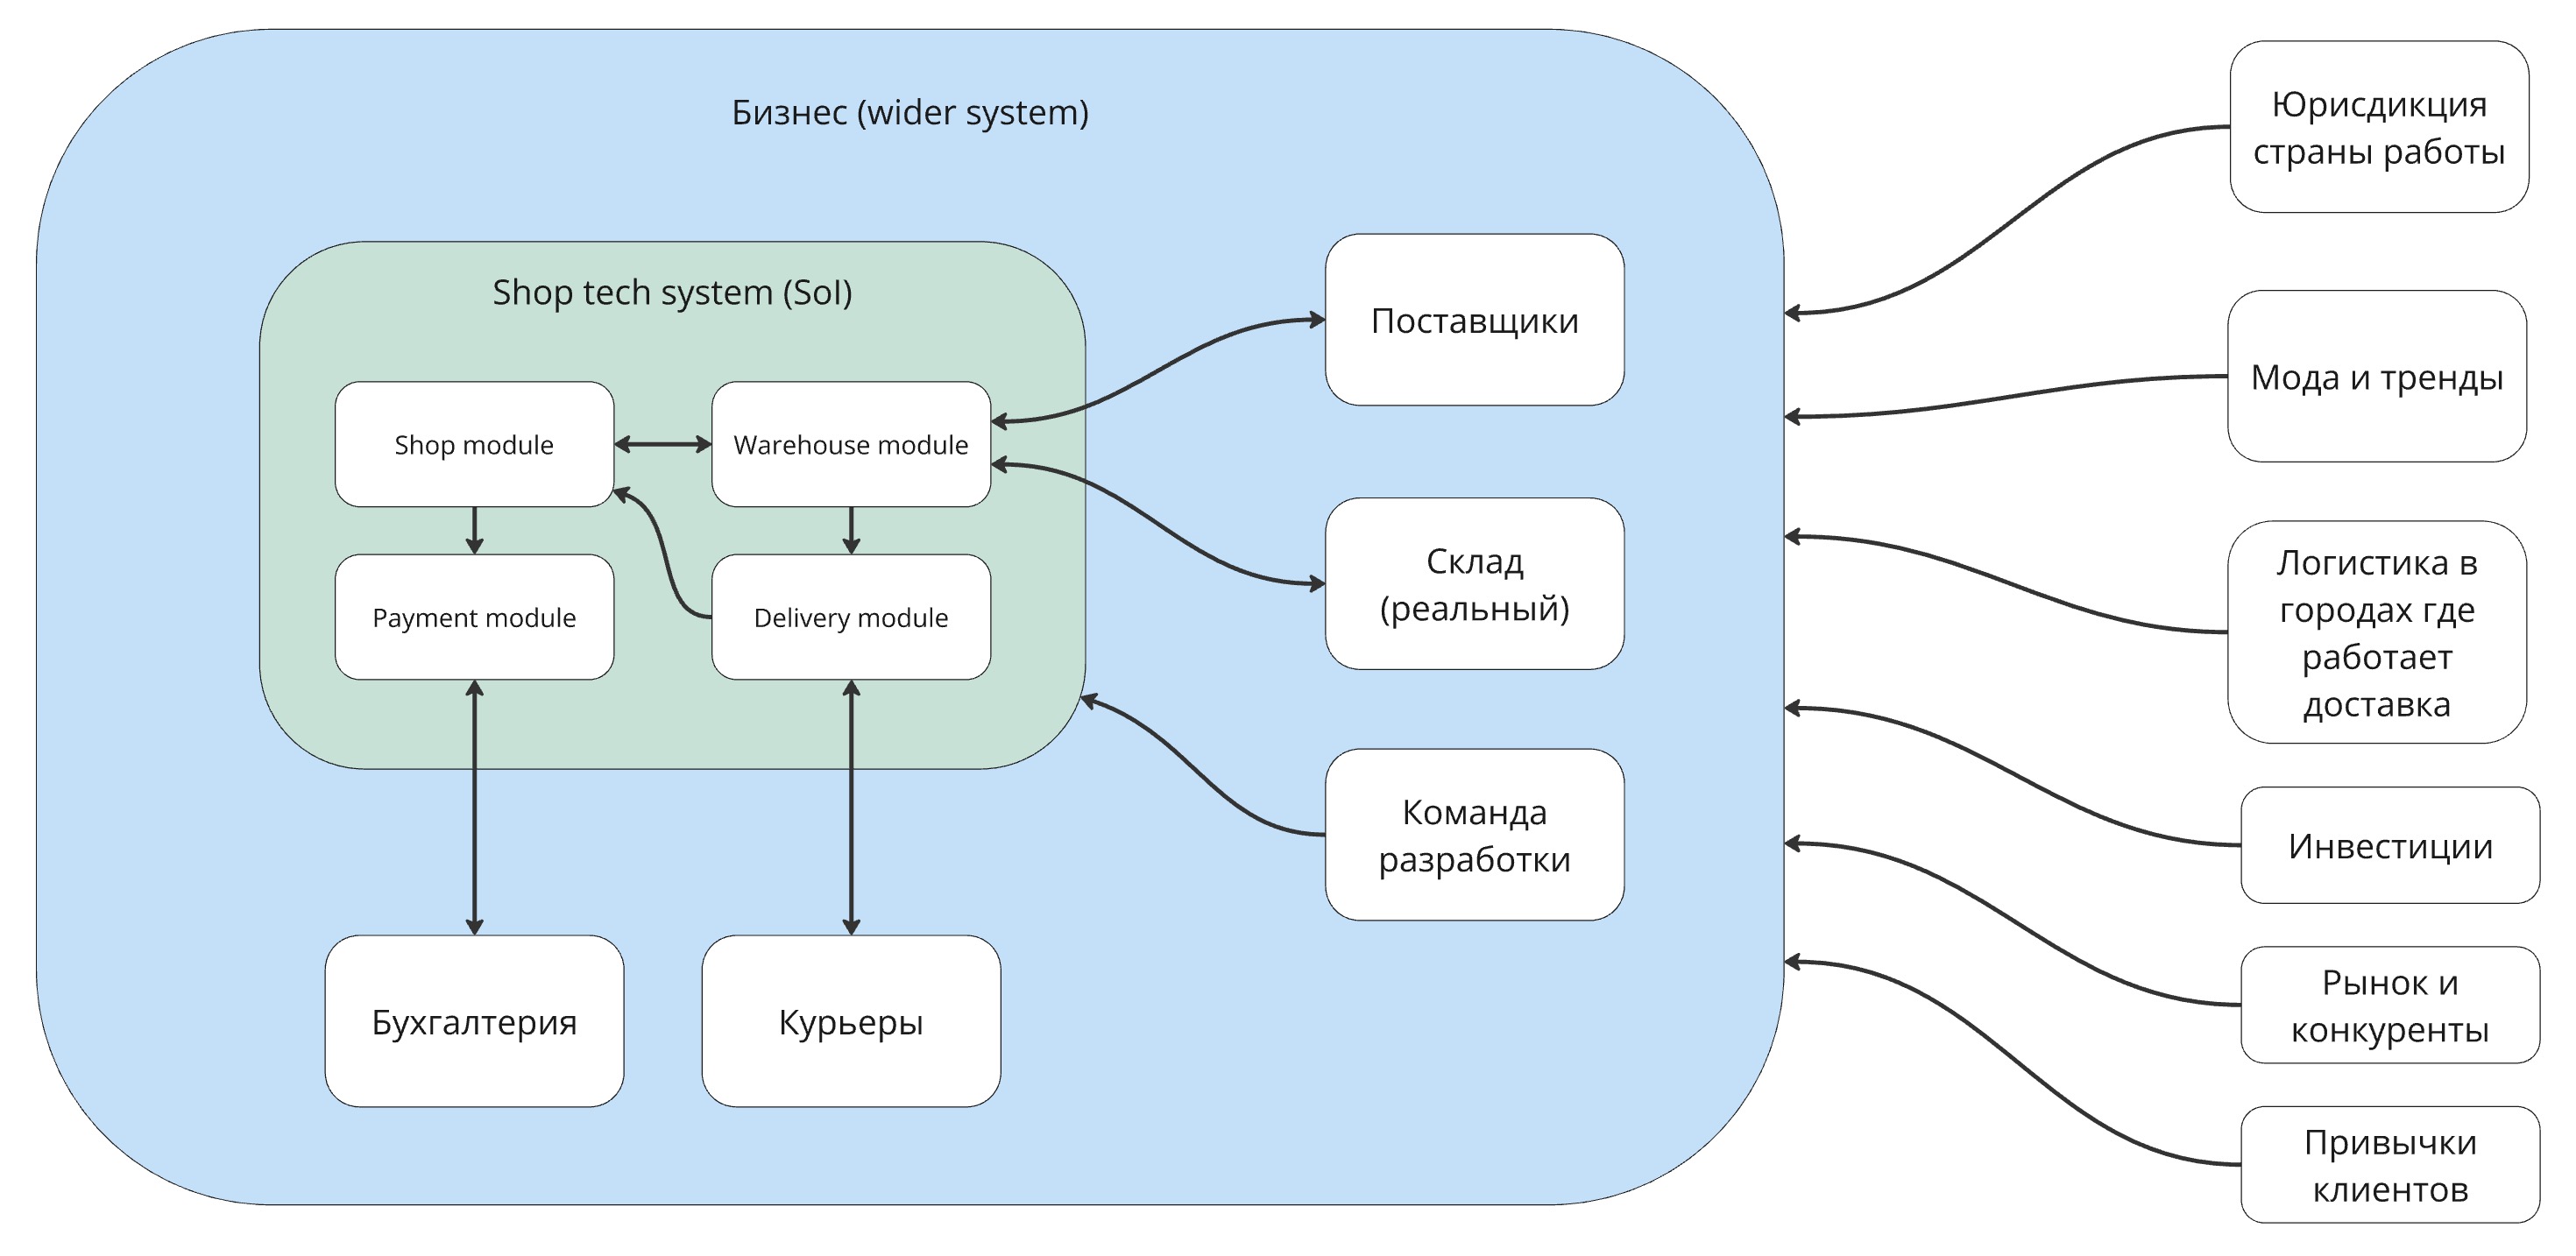 Бизнес (wider system)
Shop tech system (SoI)
Shop module
Warehouse module
Payment module
Delivery module
Поставщики
Склад
(реальный)
Команда
разработки
Бухгалтерия
Курьеры
Юрисдикция
страны работы
Мода и тренды
Логистика в
городах где
работает
доставка
Инвестиции
Рынок и
конкуренты
Привычки
клиентов